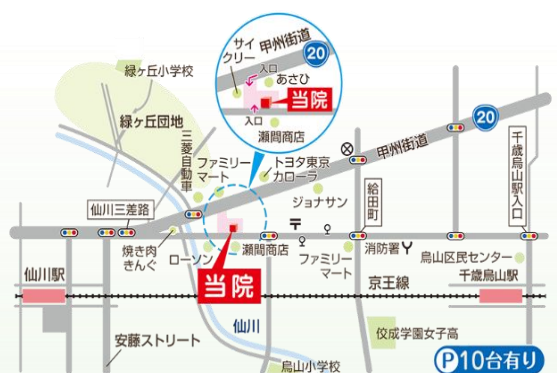 サイ
クリー
甲州街道
20
入口
あさひ
当院
入口
瀬間商店
緑ヶ丘小学校
緑ヶ丘団地
三菱自動車
ファミリー
マート
トヨタ東京
カローラ
甲州街道
20
千歳烏山駅入口
ジョナサン
給田町
仙川三差路
焼き肉
きんぐ
ローソン
瀬間商店
ファミリー
マート
消防署
烏山区民センター
仙川駅
当院
京王線
千歳烏山駅
安藤ストリート
仙川
佼成学園女子高
烏山小学校
P10台有り